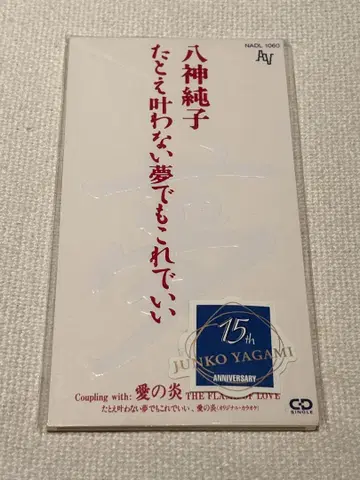 NADL 1060
八神純子
たとえ叶わない夢でもこれでいい
15th
JUNKO YAGAMI
ANNIVERSARY
Coupling with: 愛の炎 THE FLAME OF LOVE
たとえ叶わない夢でもこれでいい、愛の炎(オリジナル・カラオケ)
CD
SINGLE